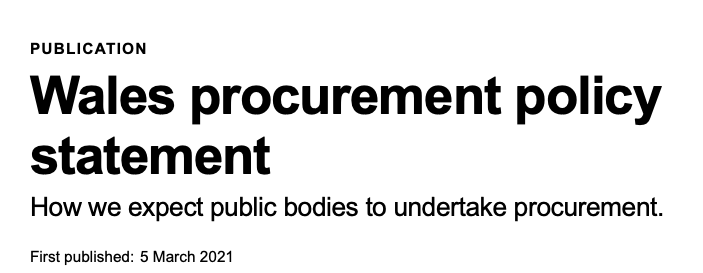 PUBLICATION
Wales procurement policy
statement
How we expect public bodies to undertake procurement.
First published: 5 March 2021